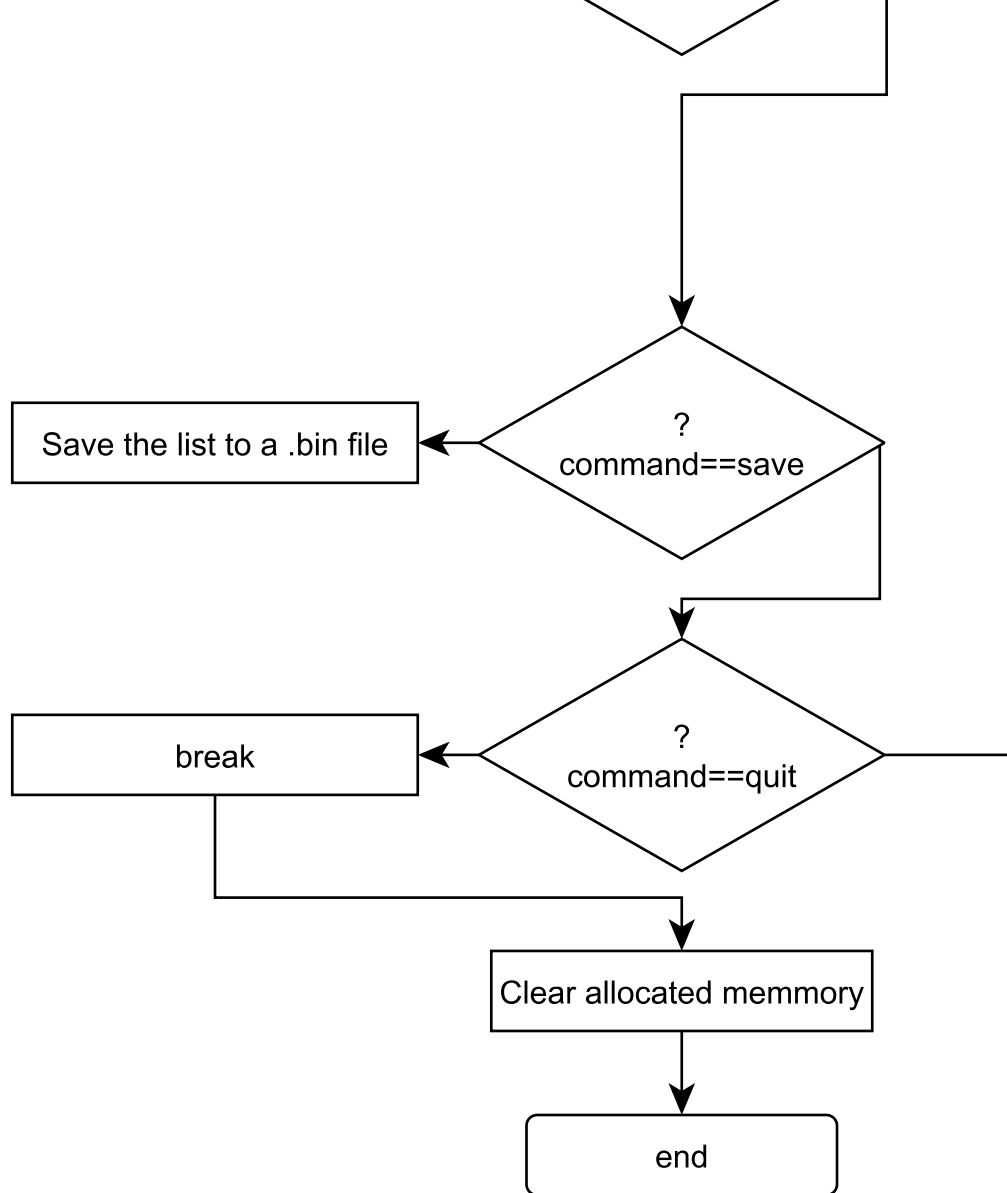 ?
command==save
Save the list to a .bin file
?
command==quit
break
Clear allocated memmory
end